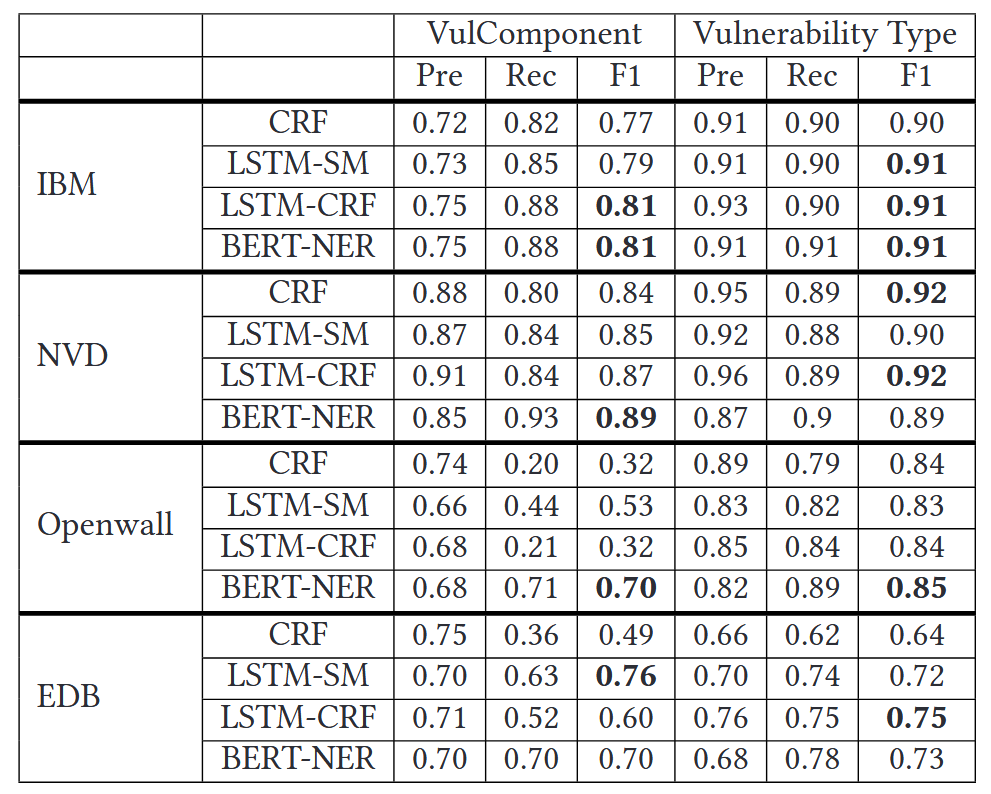 VulComponent Vulnerability Type
Pre Rec F1 Pre Rec F1
IBM
CRF 0.72 0.82 0.77 0.91 0.90 0.90
LSTM-SM 0.73 0.85 0.79 0.91 0.90 0.91
LSTM-CRF 0.75 0.88 0.81 0.93 0.90 0.91
BERT-NER 0.75 0.88 0.81 0.91 0.91 0.91
NVD
CRF 0.88 0.80 0.84 0.95 0.89 0.92
LSTM-SM 0.87 0.84 0.85 0.92 0.88 0.90
LSTM-CRF 0.91 0.84 0.87 0.96 0.89 0.92
BERT-NER 0.85 0.93 0.89 0.87 0.9 0.89
Openwall
CRF 0.74 0.20 0.32 0.89 0.79 0.84
LSTM-SM 0.66 0.44 0.53 0.83 0.82 0.83
LSTM-CRF 0.68 0.21 0.32 0.85 0.84 0.84
BERT-NER 0.68 0.71 0.70 0.82 0.89 0.85
EDB
CRF 0.75 0.36 0.49 0.66 0.62 0.64
LSTM-SM 0.70 0.63 0.76 0.70 0.74 0.72
LSTM-CRF 0.71 0.52 0.60 0.76 0.75 0.75
BERT-NER 0.70 0.70 0.70 0.68 0.78 0.73